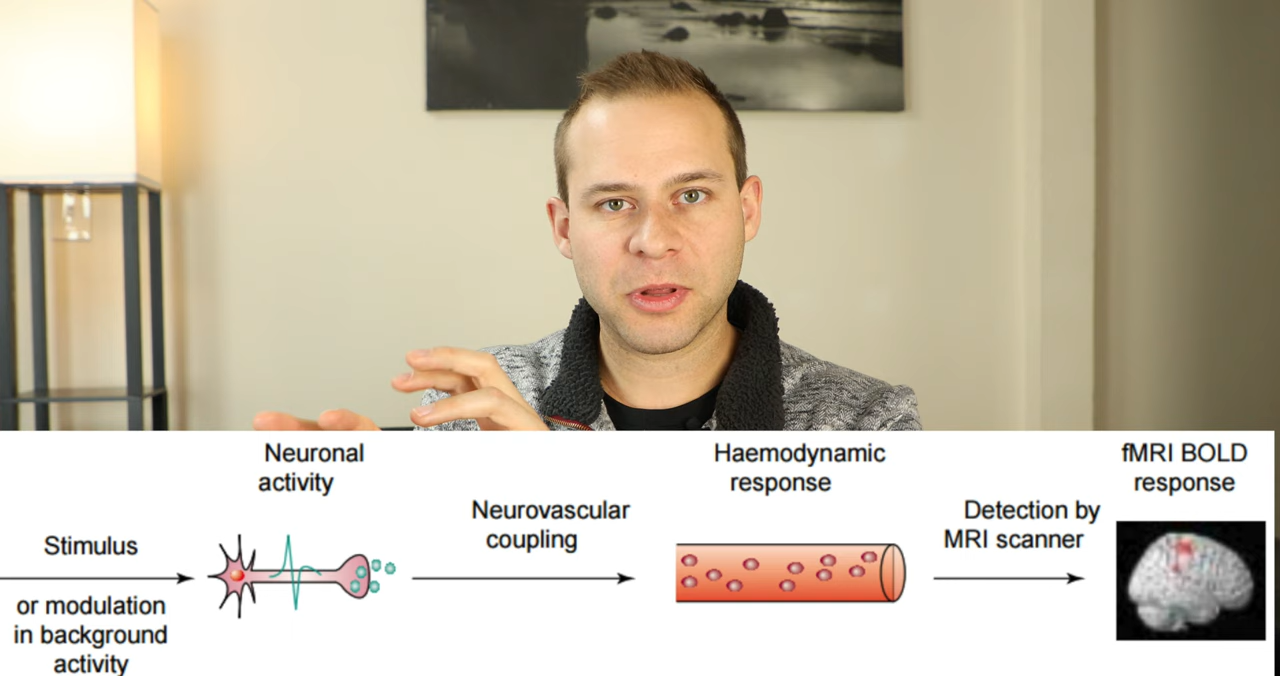 Stimulus
or modulation
in background
activity
Neuronal
activity
Neurovascular
coupling
Haemodynamic
response
Detection by
MRI scanner
fMRI BOLD
response